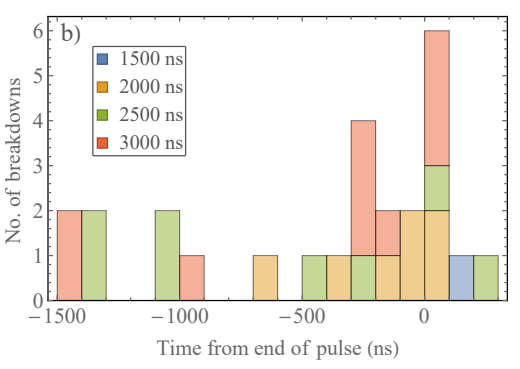 b)
1500 ns
2000 ns
2500 ns
3000 ns
No. of breakdowns
6
5
4
3
2
1
0
−1500 −1000 −500 0
Time from end of pulse (ns)